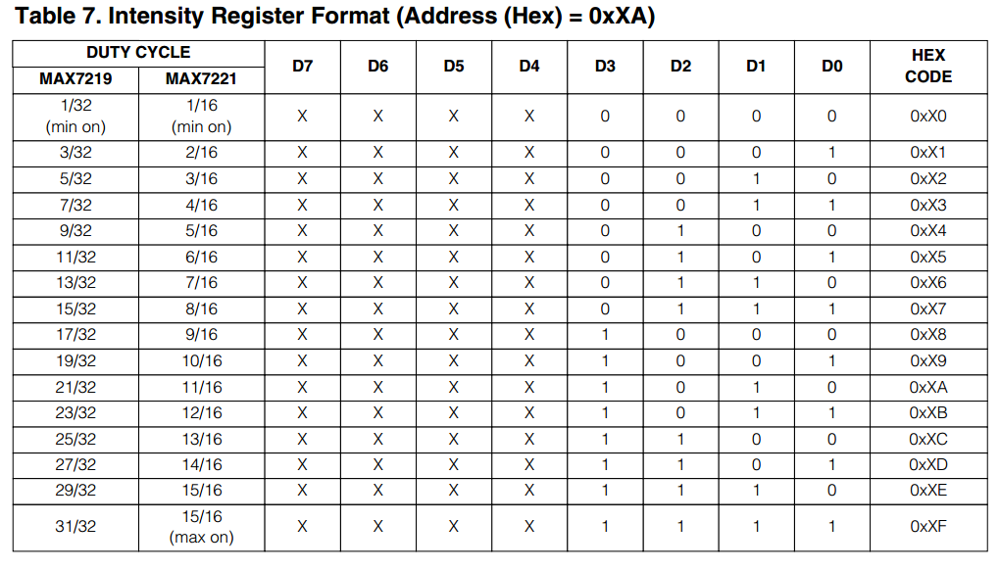 Table 7. Intensity Register Format (Address (Hex) = 0xXA)
DUTY CYCLE D7 D6 D5 D4 D3 D2 D1 D0 HEX CODE
MAX7219 MAX7221
1/32 (min on) 1/16 (min on) X X X X 0 0 0 0 0xX0
3/32 2/16 X X X X 0 0 0 1 0xX1
5/32 3/16 X X X X 0 0 1 0 0xX2
7/32 4/16 X X X X 0 0 1 1 0xX3
9/32 5/16 X X X X 0 1 0 0 0xX4
11/32 6/16 X X X X 0 1 0 1 0xX5
13/32 7/16 X X X X 0 1 1 0 0xX6
15/32 8/16 X X X X 0 1 1 1 0xX7
17/32 9/16 X X X X 1 0 0 0 0xX8
19/32 10/16 X X X X 1 0 0 1 0xX9
21/32 11/16 X X X X 1 0 1 0 0xXA
23/32 12/16 X X X X 1 0 1 1 0xXB
25/32 13/16 X X X X 1 1 0 0 0xXC
27/32 14/16 X X X X 1 1 0 1 0xXD
29/32 15/16 X X X X 1 1 1 0 0xXE
31/32 15/16 (max on) X X X X 1 1 1 1 0xXF